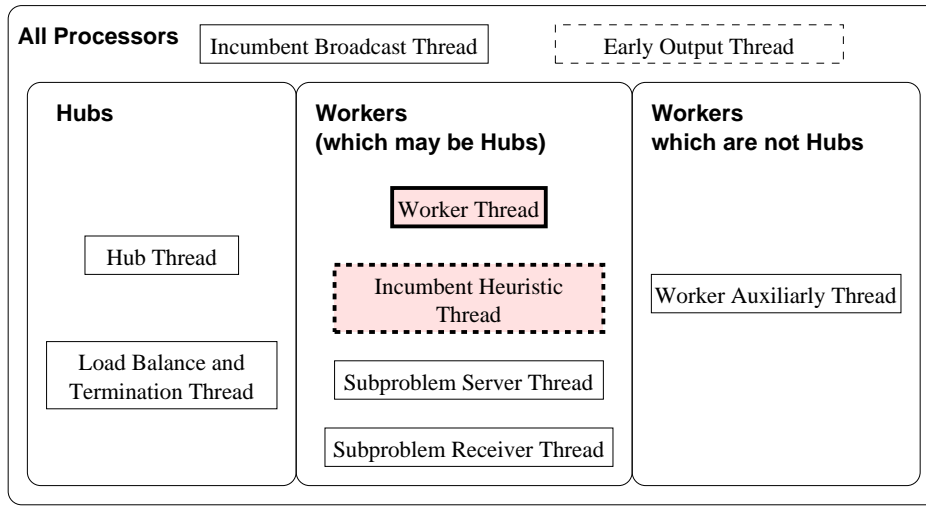 All Processors
Incumbent Broadcast Thread
Early Output Thread
Hubs
Hub Thread
Load Balance and
Termination Thread
Workers
(which may be Hubs)
Worker Thread
Incumbent Heuristic
Thread
Subproblem Server Thread
Subproblem Receiver Thread
Workers
which are not Hubs
Worker Auxiliarly Thread